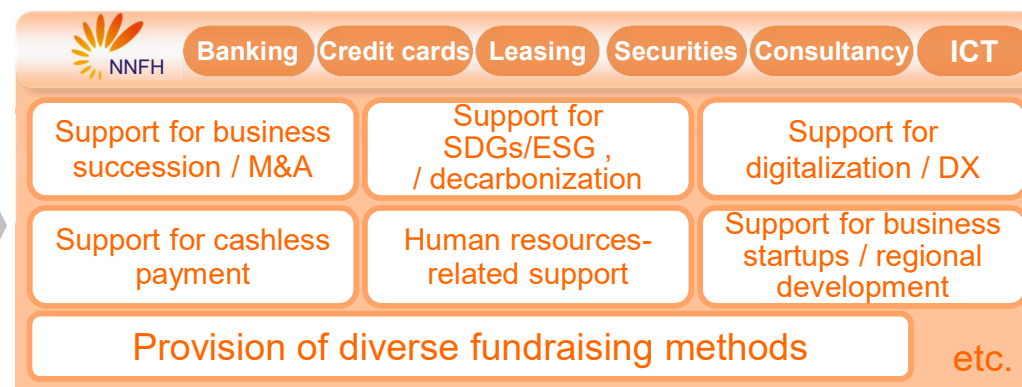 NNFH
Banking
Credit cards
Leasing
Securities
Consultancy
ICT
Support for business
succession / M&A
Support for
SDGs/ESG ,
/ decarbonization
Support for
digitalization / DX
Support for cashless
payment
Human resources-
related support
Support for business
startups / regional
development
Provision of diverse fundraising methods
etc.